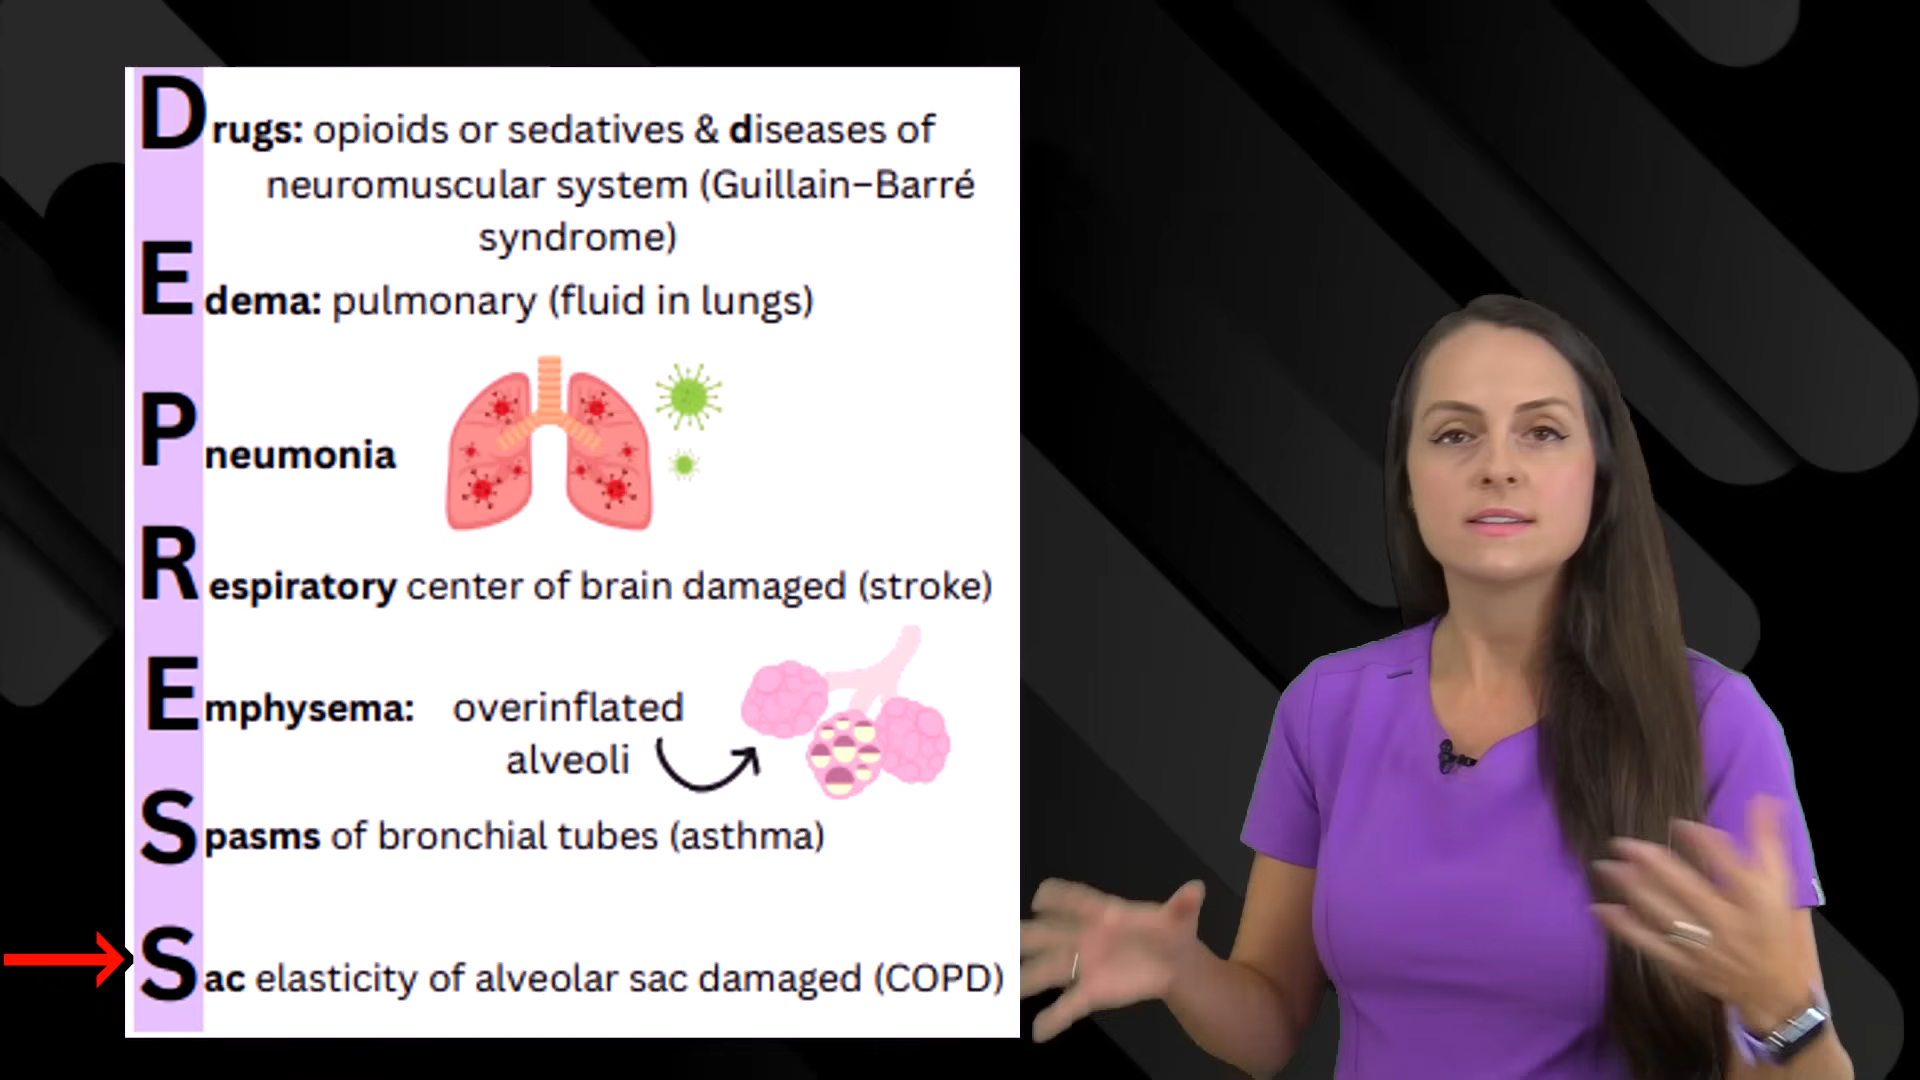 Drugs: opioids or sedatives & diseases of
neuromuscular system (Guillain–Barré
syndrome)
Edema: pulmonary (fluid in lungs)
Pneumonia
Respiratory center of brain damaged (stroke)
Emphysema: overinflated
alveoli
Spasms of bronchial tubes (asthma)
Sac elasticity of alveolar sac damaged (COPD)